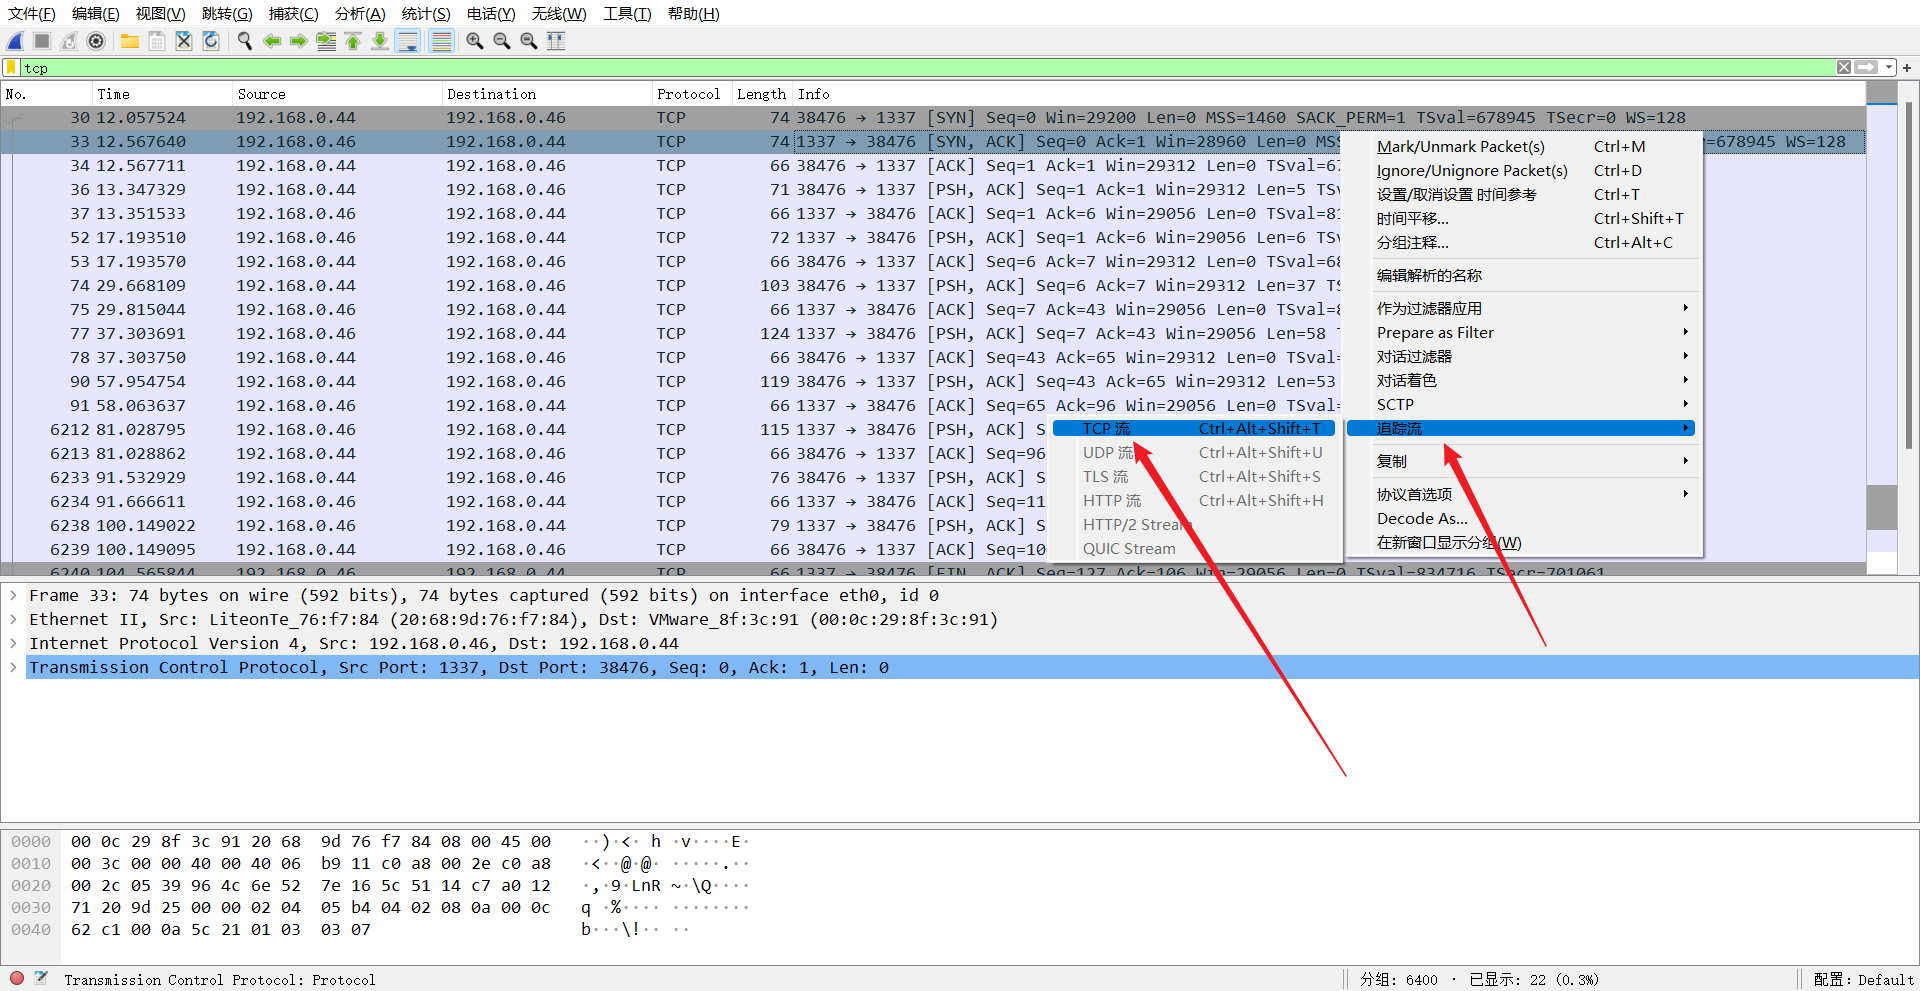 文件(F) 编辑(E) 视图(V) 跳转(G) 捕获(C) 分析(A) 统计(S) 电话(Y) 无线(W) 工具(T) 帮助(H)
tcp
No. Time Source Destination Protocol Length Info
30 12.057524 192.168.0.44 192.168.0.46 TCP 74 38476 → 1337 [SYN] Seq=0 Win=29200 Len=0 MSS=1460 SACK_PERM=1 TSval=678945 TSecr=0 WS=128
33 12.567640 192.168.0.46 192.168.0.44 TCP 74 1337 → 38476 [SYN, ACK] Seq=0 Ack=1 Win=28960 Len=0 MSS =678945 WS=128
34 12.567711 192.168.0.44 192.168.0.46 TCP 66 38476 → 1337 [ACK] Seq=1 Ack=1 Win=29312 Len=0 TSval=67
36 13.347329 192.168.0.44 192.168.0.46 TCP 71 38476 → 1337 [PSH, ACK] Seq=1 Ack=1 Win=29312 Len=5 TSv
37 13.351533 192.168.0.46 192.168.0.44 TCP 66 1337 → 38476 [ACK] Seq=1 Ack=6 Win=29056 Len=0 TSval=81
52 17.193510 192.168.0.46 192.168.0.44 TCP 72 1337 → 38476 [PSH, ACK] Seq=1 Ack=6 Win=29056 Len=6 TSv
53 17.193570 192.168.0.44 192.168.0.46 TCP 66 38476 → 1337 [ACK] Seq=6 Ack=7 Win=29312 Len=0 TSval=68
74 29.668109 192.168.0.44 192.168.0.46 TCP 103 38476 → 1337 [PSH, ACK] Seq=6 Ack=7 Win=29312 Len=37 TS
75 29.815044 192.168.0.46 192.168.0.44 TCP 66 1337 → 38476 [ACK] Seq=7 Ack=43 Win=29056 Len=0 TSval=8
77 37.303691 192.168.0.46 192.168.0.44 TCP 124 1337 → 38476 [PSH, ACK] Seq=7 Ack=43 Win=29056 Len=58 T
78 37.303750 192.168.0.44 192.168.0.46 TCP 66 38476 → 1337 [ACK] Seq=43 Ack=65 Win=29312 Len=0 TSval=
90 57.954754 192.168.0.44 192.168.0.46 TCP 119 38476 → 1337 [PSH, ACK] Seq=43 Ack=65 Win=29312 Len=53
91 58.063637 192.168.0.46 192.168.0.44 TCP 66 1337 → 38476 [ACK] Seq=65 Ack=96 Win=29056 Len=0 TSval=
6212 81.028795 192.168.0.46 192.168.0.44 TCP 115 1337 → 38476 [PSH, ACK] S
6213 81.028862 192.168.0.44 192.168.0.46 TCP 66 38476 → 1337 [ACK] Seq=96
6233 91.532929 192.168.0.44 192.168.0.46 TCP 76 38476 → 1337 [PSH, ACK] S
6234 91.666611 192.168.0.46 192.168.0.44 TCP 66 1337 → 38476 [ACK] Seq=11
6238 100.149022 192.168.0.46 192.168.0.44 TCP 79 1337 → 38476 [PSH, ACK] S
6239 100.149095 192.168.0.44 192.168.0.46 TCP 66 38476 → 1337 [ACK] Seq=10
6240 104.565844 192.168.0.46 192.168.0.44 TCP 66 1337 → 38476 [FIN, ACK] Seq=127 Ack=106 Win=29056 Len=0 TSval=834716 TSecr=701061
Mark/Unmark Packet(s) Ctrl+M
Ignore/Unignore Packet(s) Ctrl+D
设置/取消设置 时间参考 Ctrl+T
时间平移... Ctrl+Shift+T
分组注释... Ctrl+Alt+C
编辑解析的名称
作为过滤器应用
Prepare as Filter
对话过滤器
对话着色
SCTP
追踪流
复制
协议首选项
Decode As...
在新窗口显示分组(W)
TCP 流 Ctrl+Alt+Shift+T
UDP 流 Ctrl+Alt+Shift+U
TLS 流 Ctrl+Alt+Shift+S
HTTP 流 Ctrl+Alt+Shift+H
HTTP/2 Stream
QUIC Stream
Frame 33: 74 bytes on wire (592 bits), 74 bytes captured (592 bits) on interface eth0, id 0
Ethernet II, Src: LiteonTe_76:f7:84 (20:68:9d:76:f7:84), Dst: VMware_8f:3c:91 (00:0c:29:8f:3c:91)
Internet Protocol Version 4, Src: 192.168.0.46, Dst: 192.168.0.44
Transmission Control Protocol, Src Port: 1337, Dst Port: 38476, Seq: 0, Ack: 1, Len: 0
0000 00 0c 29 8f 3c 91 20 68 9d 76 f7 84 08 00 45 00 ··)·<· h ·v····E·
0010 00 3c 00 00 40 00 40 06 b9 11 c0 a8 00 2e c0 a8 ·<··@·@· ·····.··
0020 00 2c 05 39 96 4c 6e 52 7e 16 5c 51 14 c7 a0 12 ·,·9·LnR ~·\Q····
0030 71 20 9d 25 00 00 02 04 05 b4 04 02 08 0a 00 0c q ·%···· ········
0040 62 c1 00 0a 5c 21 01 03 03 07 b···\!·· ··
Transmission Control Protocol: Protocol 分组: 6400 · 已显示: 22 (0.3%) 配置: Default